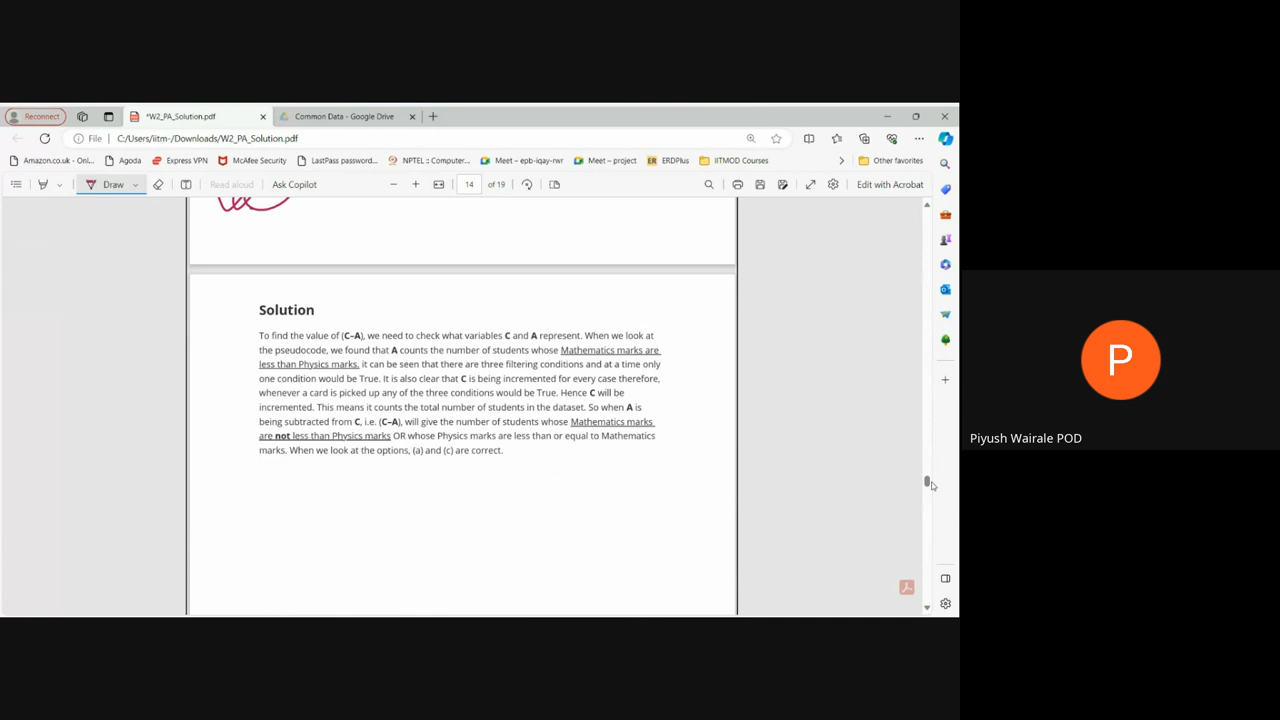 Reconnect
*W2_PA_Solution.pdf
Common Data - Google Drive
File
C:/Users/iitm-/Downloads/W2_PA_Solution.pdf
Amazon.co.uk - Onl...
Agoda
Express VPN
McAfee Security
LastPass password...
NPTEL :: Computer...
Meet – epb-iqay-rwr
Meet – project
ER ERDPlus
IITMOD Courses
Other favorites
Draw
Read aloud
Ask Copilot
14 of 19
Edit with Acrobat
Solution
To find the value of (C–A), we need to check what variables C and A represent. When we look at
the pseudocode, we found that A counts the number of students whose Mathematics marks are
less than Physics marks. it can be seen that there are three filtering conditions and at a time only
one condition would be True. It is also clear that C is being incremented for every case therefore,
whenever a card is picked up any of the three conditions would be True. Hence C will be
incremented. This means it counts the total number of students in the dataset. So when A is
being subtracted from C, i.e. (C–A), will give the number of students whose Mathematics marks
are not less than Physics marks OR whose Physics marks are less than or equal to Mathematics
marks. When we look at the options, (a) and (c) are correct.
P
Piyush Wairale POD